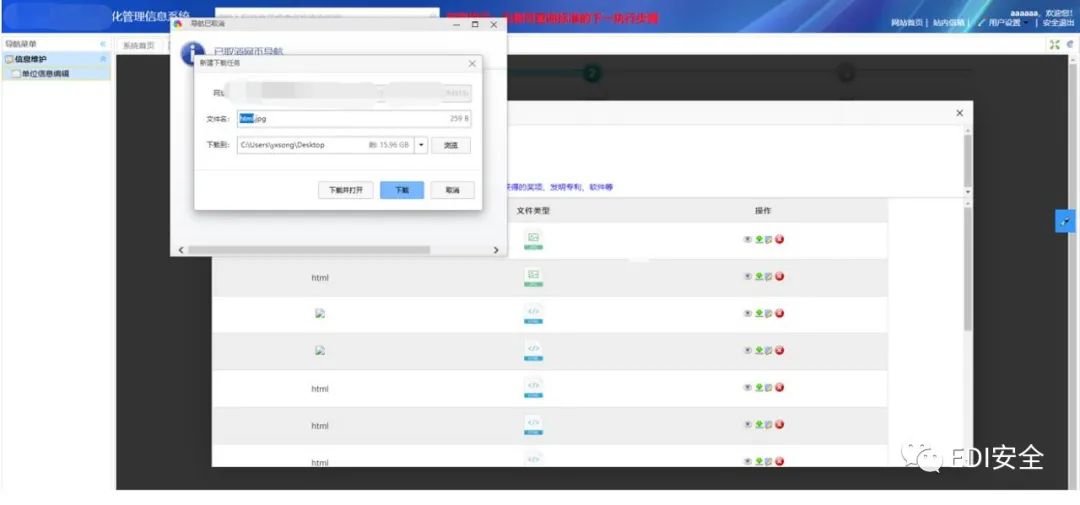 化管理信息系统
aaaaaa，欢迎您!
网站首页 | 站内信箱 | 用户设置 | 安全退出
导航菜单
系统首页
信息维护
单位信息编辑
导航已取消
已取消网页导航
新建下载任务
网址
文件名: html.jpg 259 B
下载到: C:\Users\yxsong\Desktop 剩: 15.96 GB 浏览
下载并打开 下载 取消
2
获得的奖项、发明专利、软件等
文件类型 操作
html
html
html
html
EDI安全